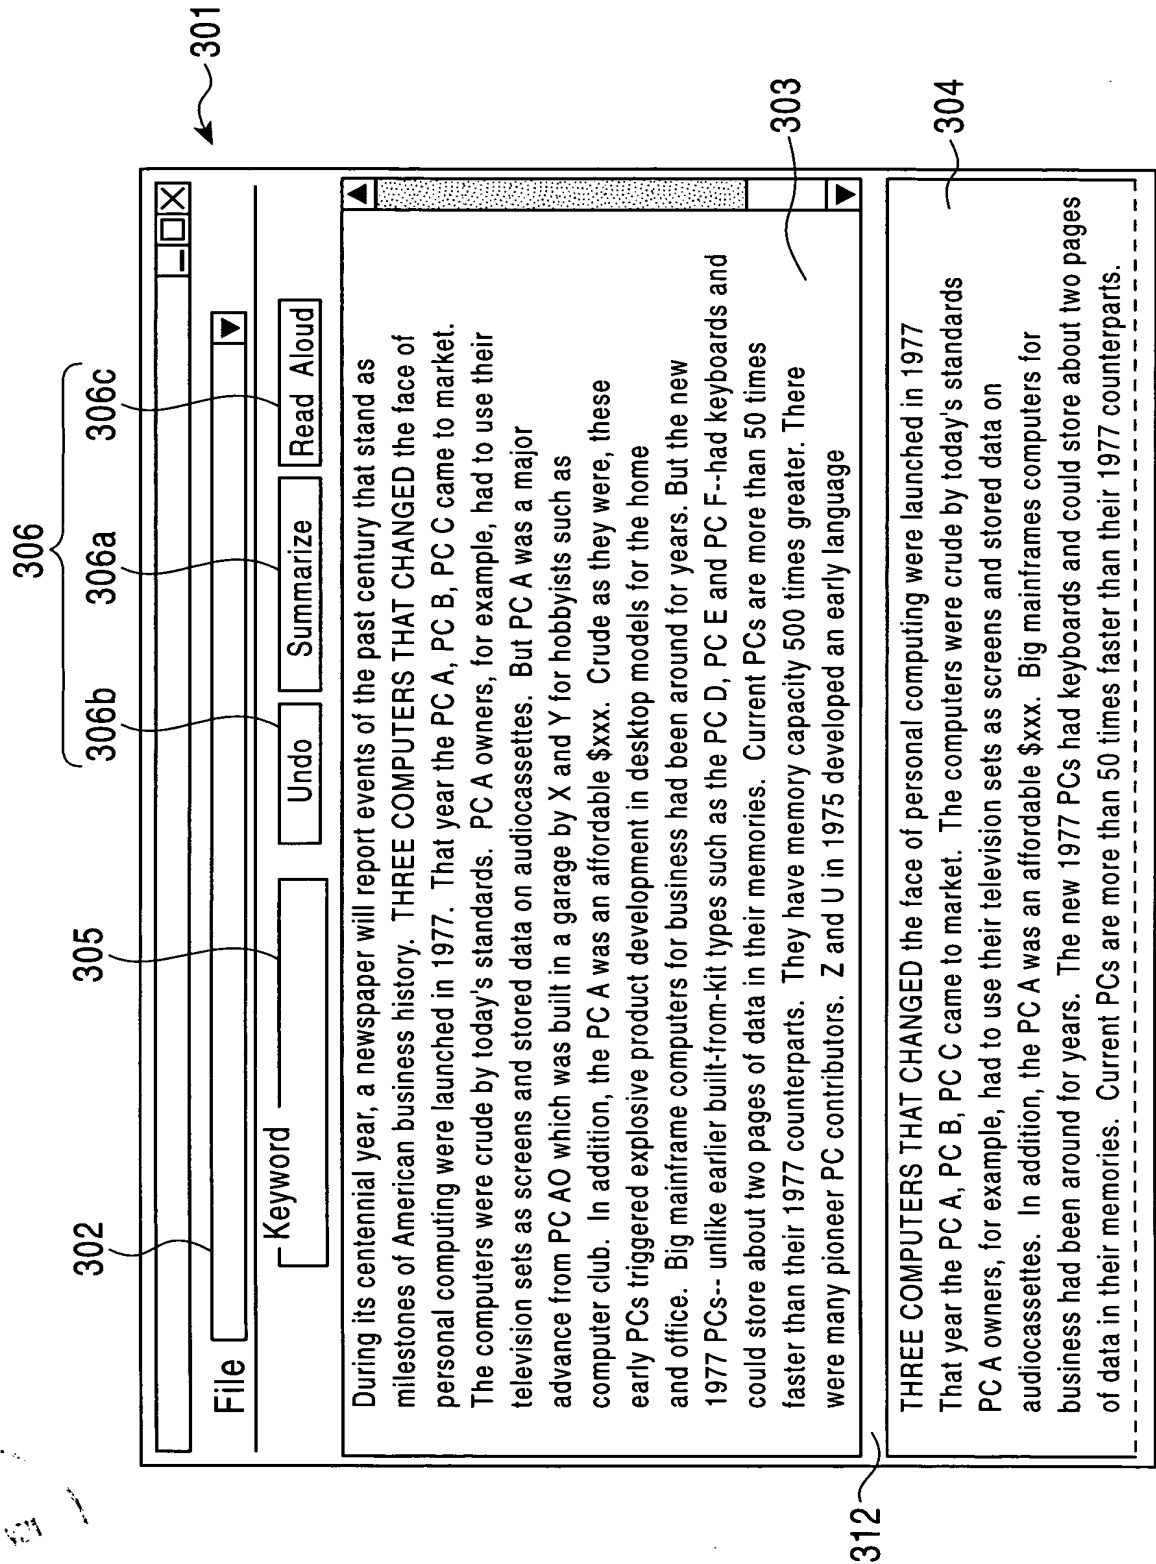 306
306b 306a 306c
302 305
301
File
Keyword
Undo Summarize Read Aloud
During its centennial year, a newspaper will report events of the past century that stand as
milestones of American business history. THREE COMPUTERS THAT CHANGED the face of
personal computing were launched in 1977. That year the PC A, PC B, PC C came to market.
The computers were crude by today's standards. PC A owners, for example, had to use their
television sets as screens and stored data on audiocassettes. But PC A was a major
advance from PC AO which was built in a garage by X and Y for hobbyists such as
computer club. In addition, the PC A was an affordable $xxx. Crude as they were, these
early PCs triggered explosive product development in desktop models for the home
and office. Big mainframe computers for business had been around for years. But the new
1977 PCs-- unlike earlier built-from-kit types such as the PC D, PC E and PC F--had keyboards and
could store about two pages of data in their memories. Current PCs are more than 50 times
faster than their 1977 counterparts. They have memory capacity 500 times greater. There
were many pioneer PC contributors. Z and U in 1975 developed an early language
303
312
THREE COMPUTERS THAT CHANGED the face of personal computing were launched in 1977
That year the PC A, PC B, PC C came to market. The computers were crude by today's standards
PC A owners, for example, had to use their television sets as screens and stored data on
audiocassettes. In addition, the PC A was an affordable $xxx. Big mainframes computers for
business had been around for years. The new 1977 PCs had keyboards and could store about two pages
of data in their memories. Current PCs are more than 50 times faster than their 1977 counterparts.
304